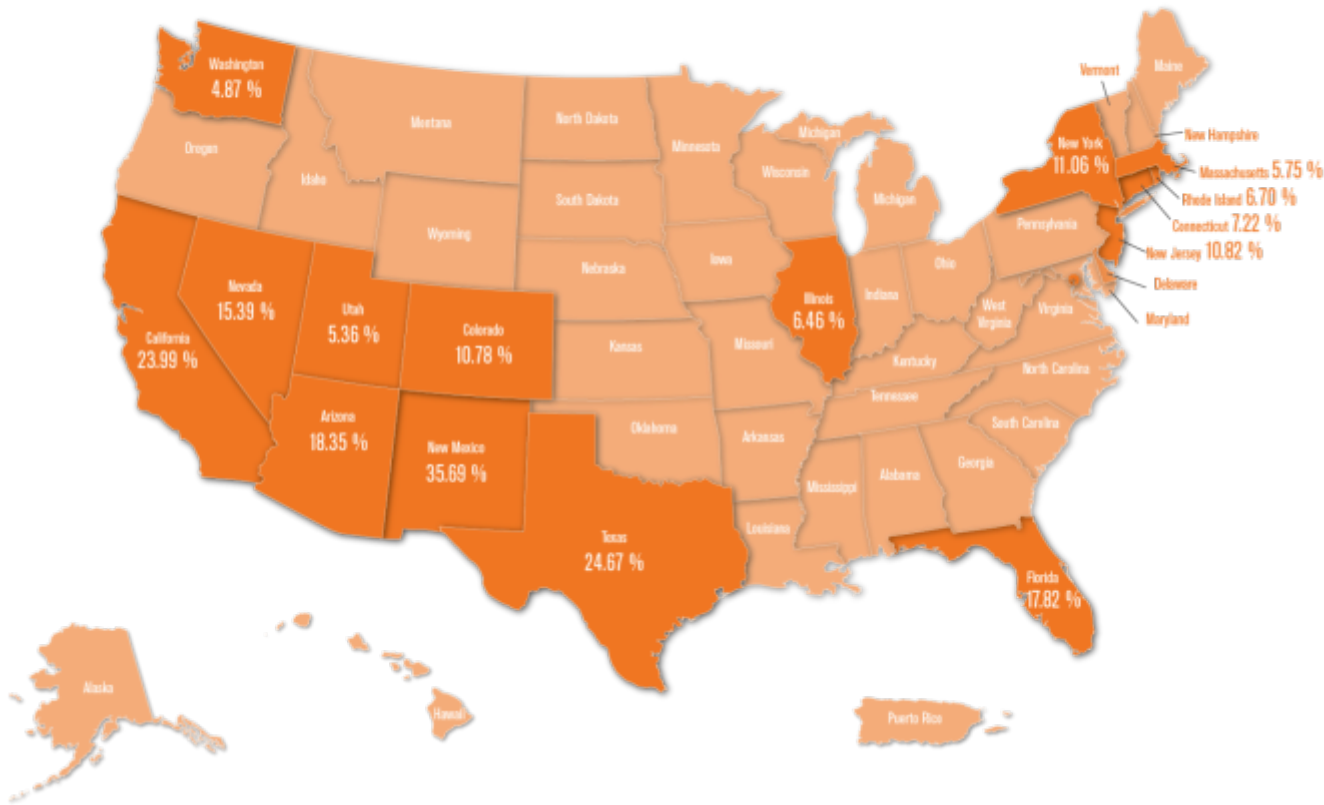 Washington
4.87 %
Oregon
Idaho
Montana
North Dakota
Minnesota
Michigan
Wisconsin
Michigan
Vermont
Maine
New York
11.06 %
New Hampshire
Massachusetts 5.75 %
Rhode Island 6.70 %
Connecticut 7.22 %
New Jersey 10.82 %
Delaware
Maryland
South Dakota
Wyoming
Nebraska
Iowa
Pennsylvania
Ohio
Indiana
Illinois
6.46 %
West
Virginia
Virginia
Nevada
15.39 %
Utah
5.36 %
Colorado
10.78 %
California
23.99 %
Kansas
Missouri
Kentucky
North Carolina
Tennessee
South Carolina
Arizona
18.35 %
New Mexico
35.69 %
Oklahoma
Arkansas
Mississippi
Alabama
Georgia
Texas
24.67 %
Louisiana
Florida
17.82 %
Alaska
Hawaii
Puerto Rico